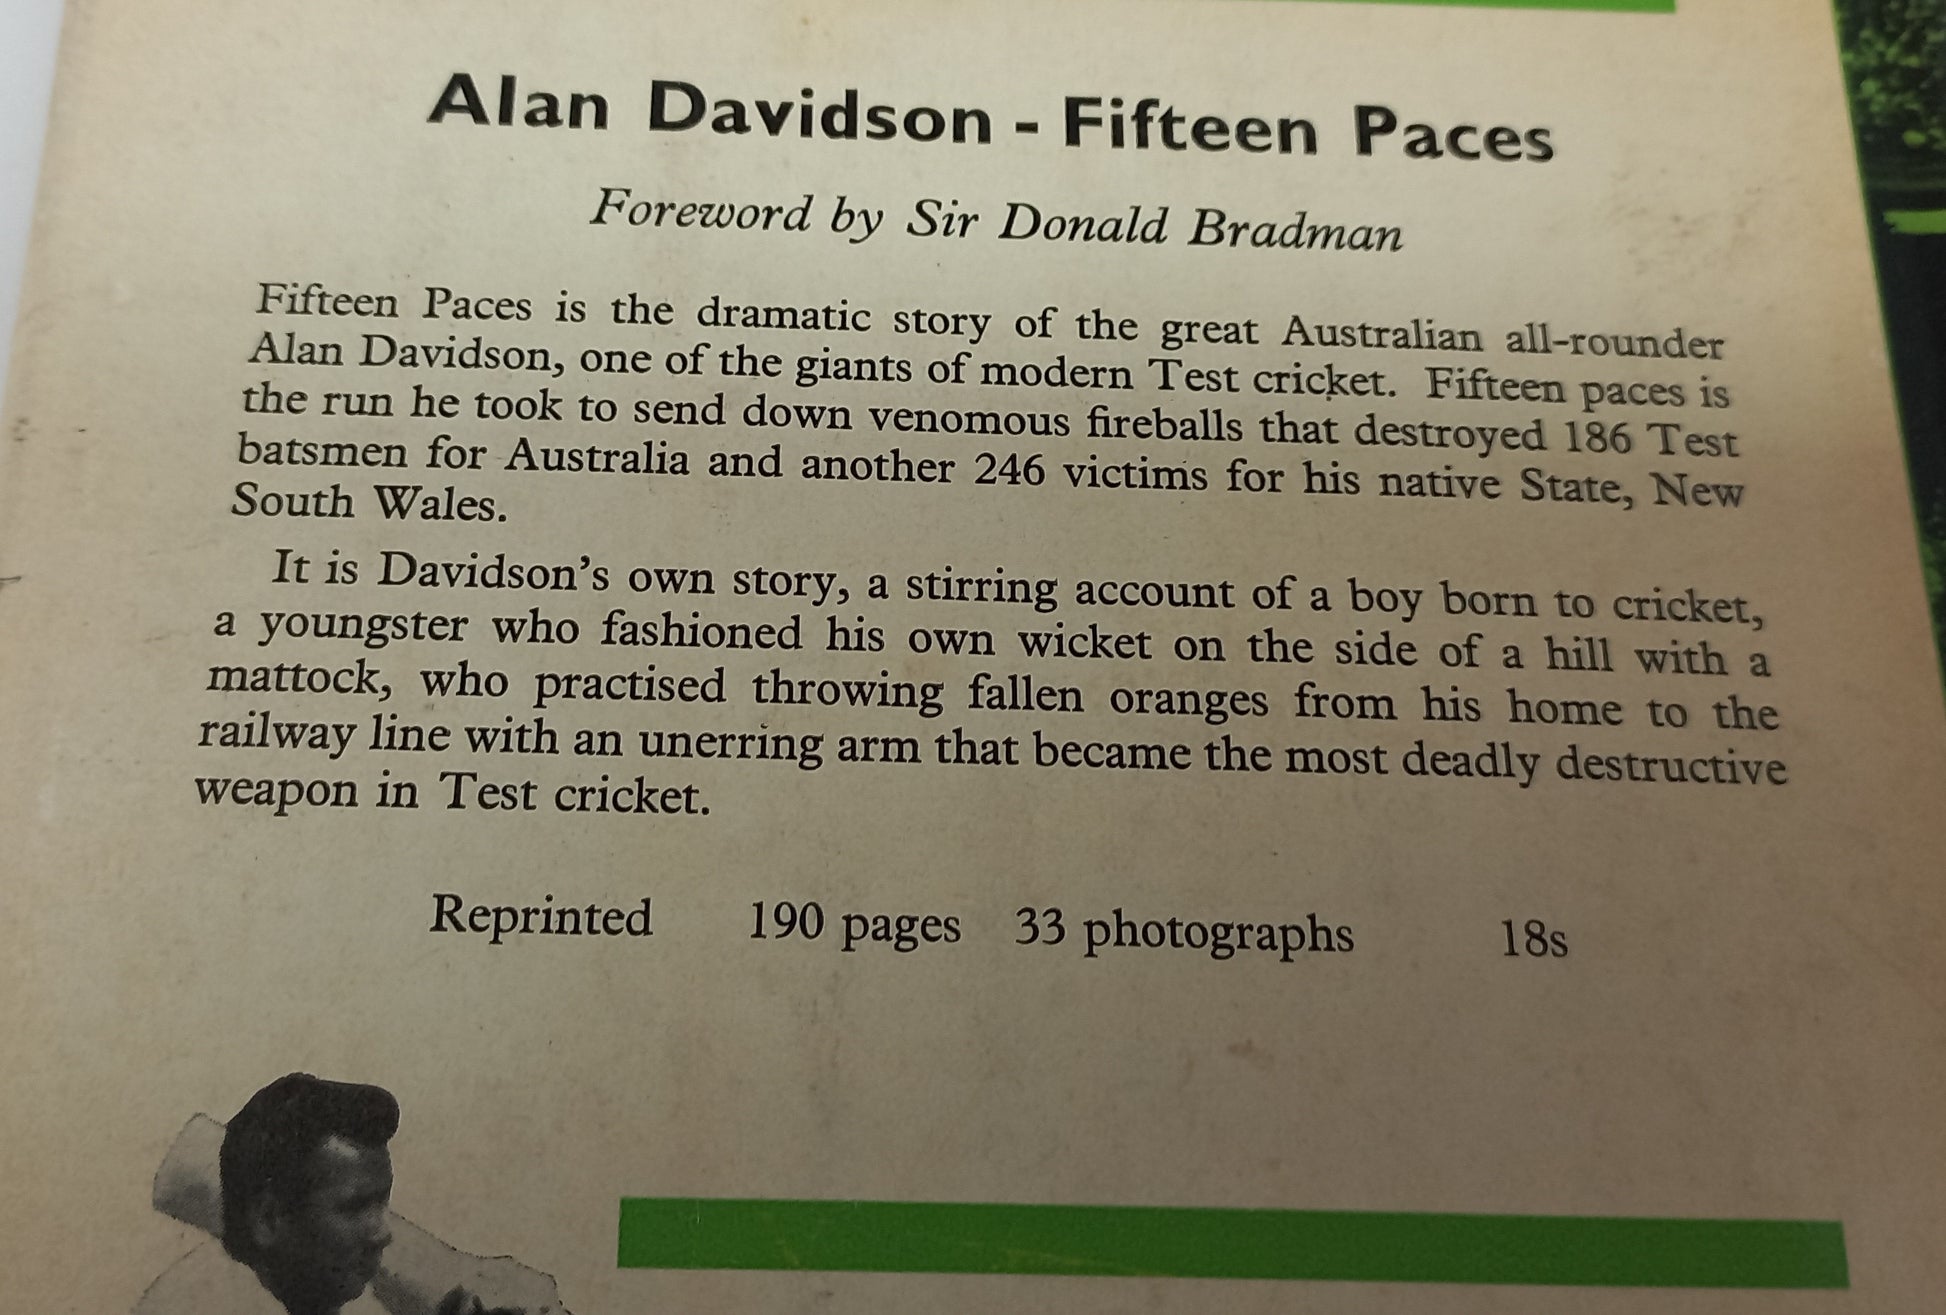 Alan Davidson - Fifteen Paces
Foreword by Sir Donald Bradman
Fifteen Paces is the dramatic story of the great Australian all-rounder
Alan Davidson, one of the giants of modern Test cricket. Fifteen paces is
the run he took to send down venomous fireballs that destroyed 186 Test
batsmen for Australia and another 246 victims for his native State, New
South Wales.
It is Davidson's own story, a stirring account of a boy born to cricket,
a youngster who fashioned his own wicket on the side of a hill with a
mattock, who practised throwing fallen oranges from his home to the
railway line with an unerring arm that became the most deadly destructive
weapon in Test cricket.
Reprinted 190 pages 33 photographs 18s